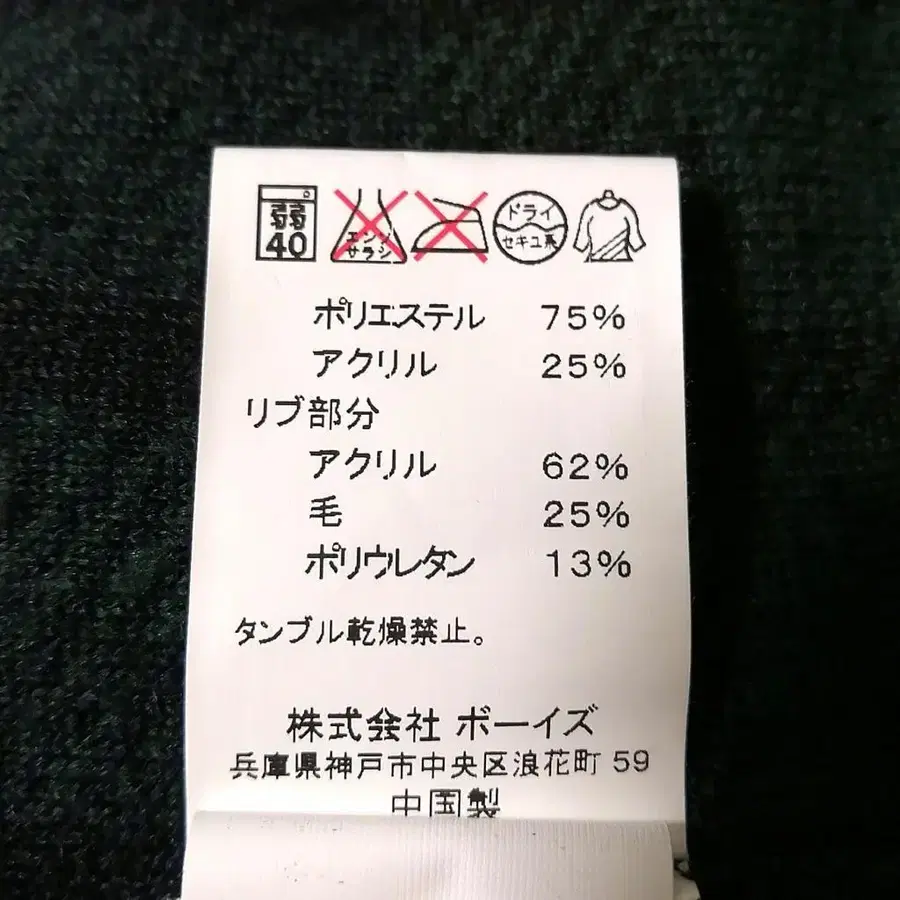 弱
40
エンソ
サラシ
ドライ
セキユ系
ポリエステル 75%
アクリル 25%
リブ部分
アクリル 62%
毛 25%
ポリウレタン 13%
タンブル乾燥禁止。
株式会社 ボーイズ
兵庫県神戸市中央区浪花町 59
中国製